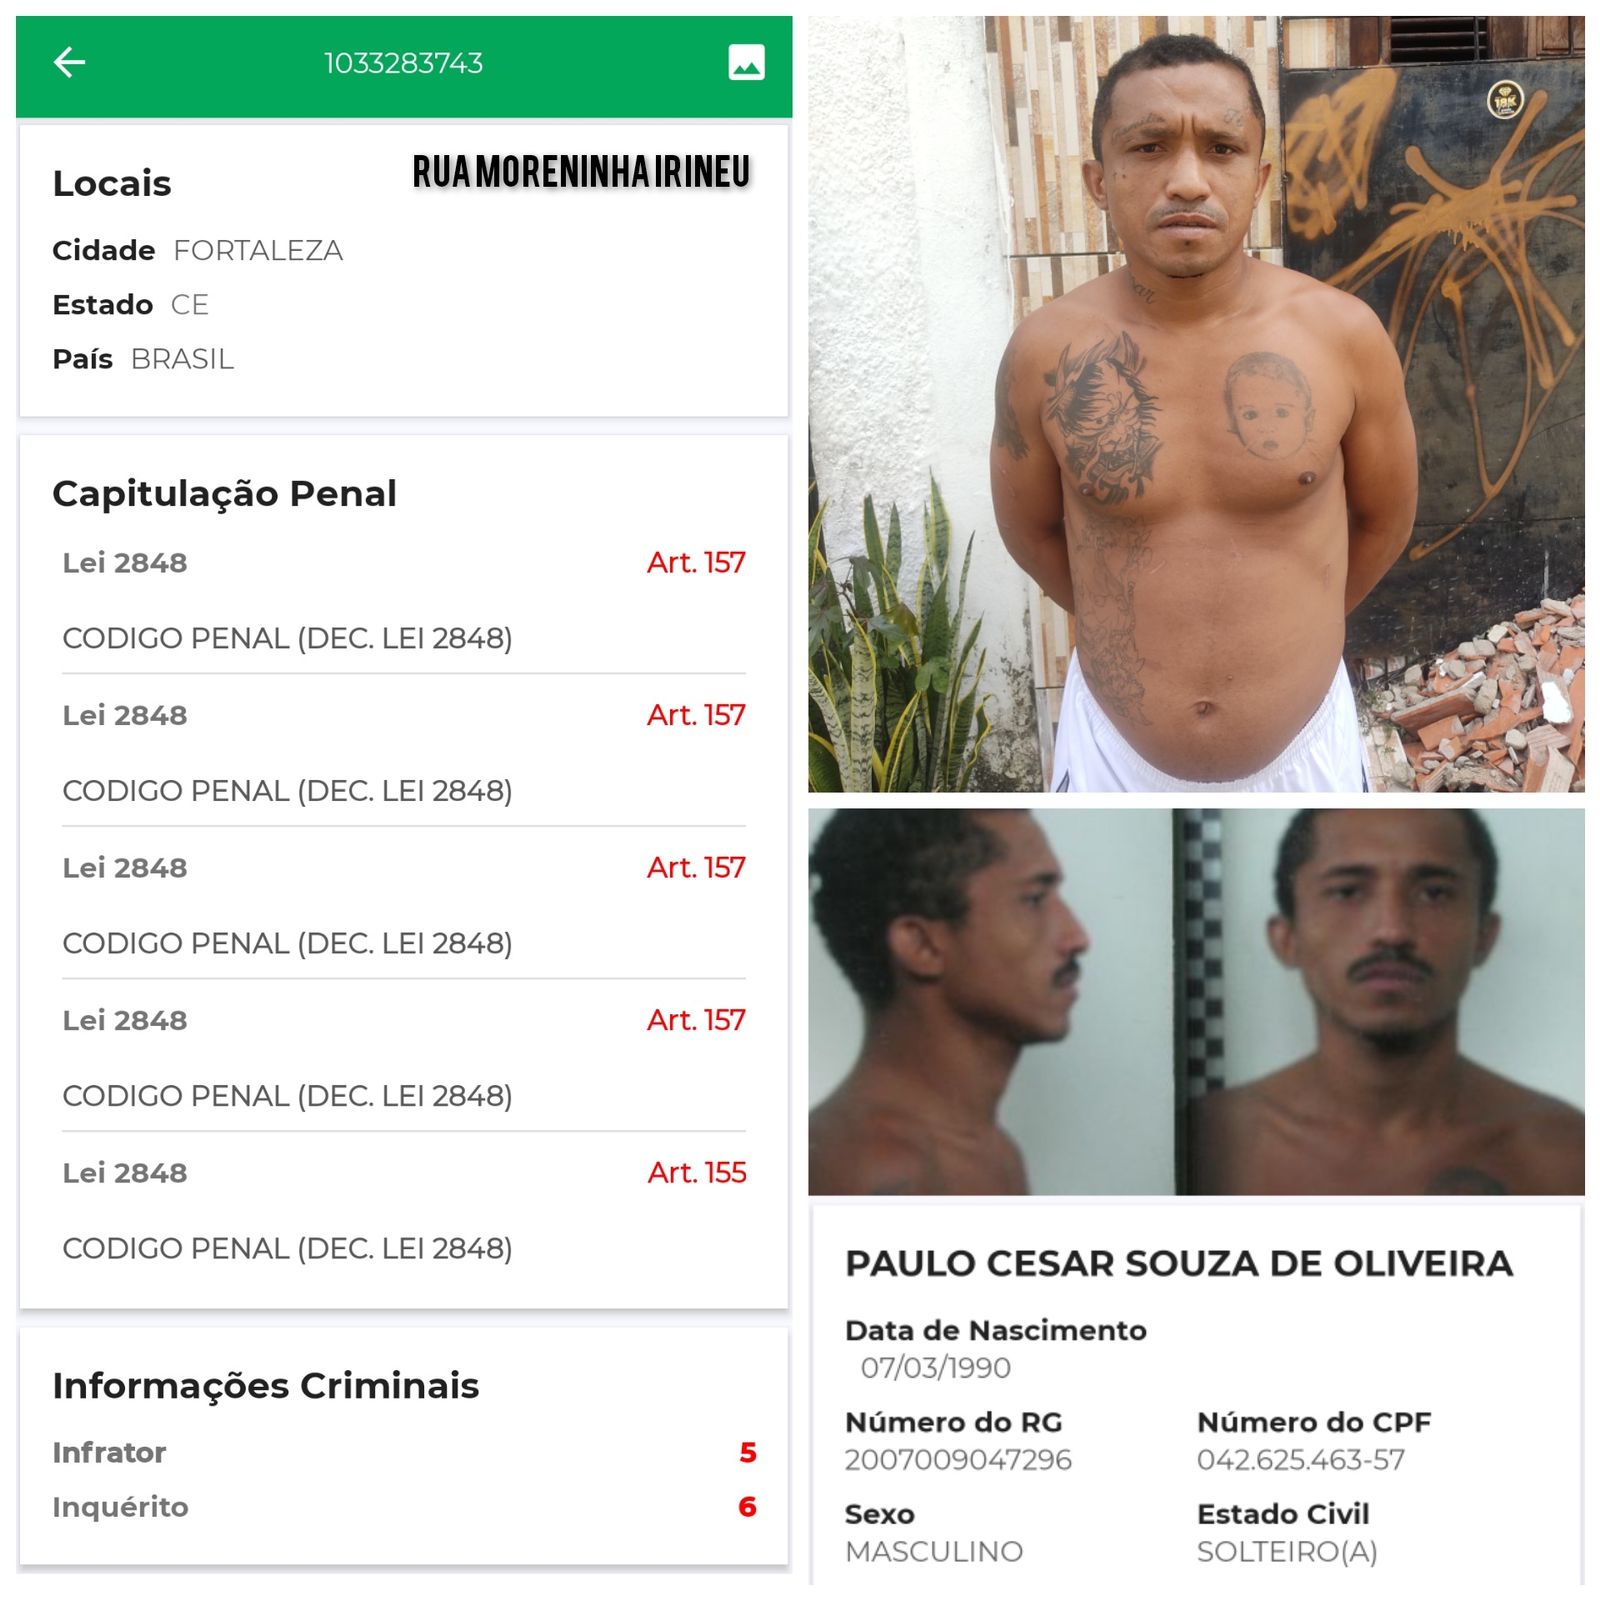 1033283743
RUA MORENINHA IRINEU
Locais
Cidade FORTALEZA
Estado CE
País BRASIL
Capitulação Penal
Lei 2848 Art. 157
CODIGO PENAL (DEC. LEI 2848)
Lei 2848 Art. 157
CODIGO PENAL (DEC. LEI 2848)
Lei 2848 Art. 157
CODIGO PENAL (DEC. LEI 2848)
Lei 2848 Art. 157
CODIGO PENAL (DEC. LEI 2848)
Lei 2848 Art. 155
CODIGO PENAL (DEC. LEI 2848)
Informações Criminais
Infrator 5
Inquérito 6
18K
PAULO CESAR SOUZA DE OLIVEIRA
Data de Nascimento
07/03/1990
Número do RG Número do CPF
2007009047296 042.625.463-57
Sexo Estado Civil
MASCULINO SOLTEIRO(A)